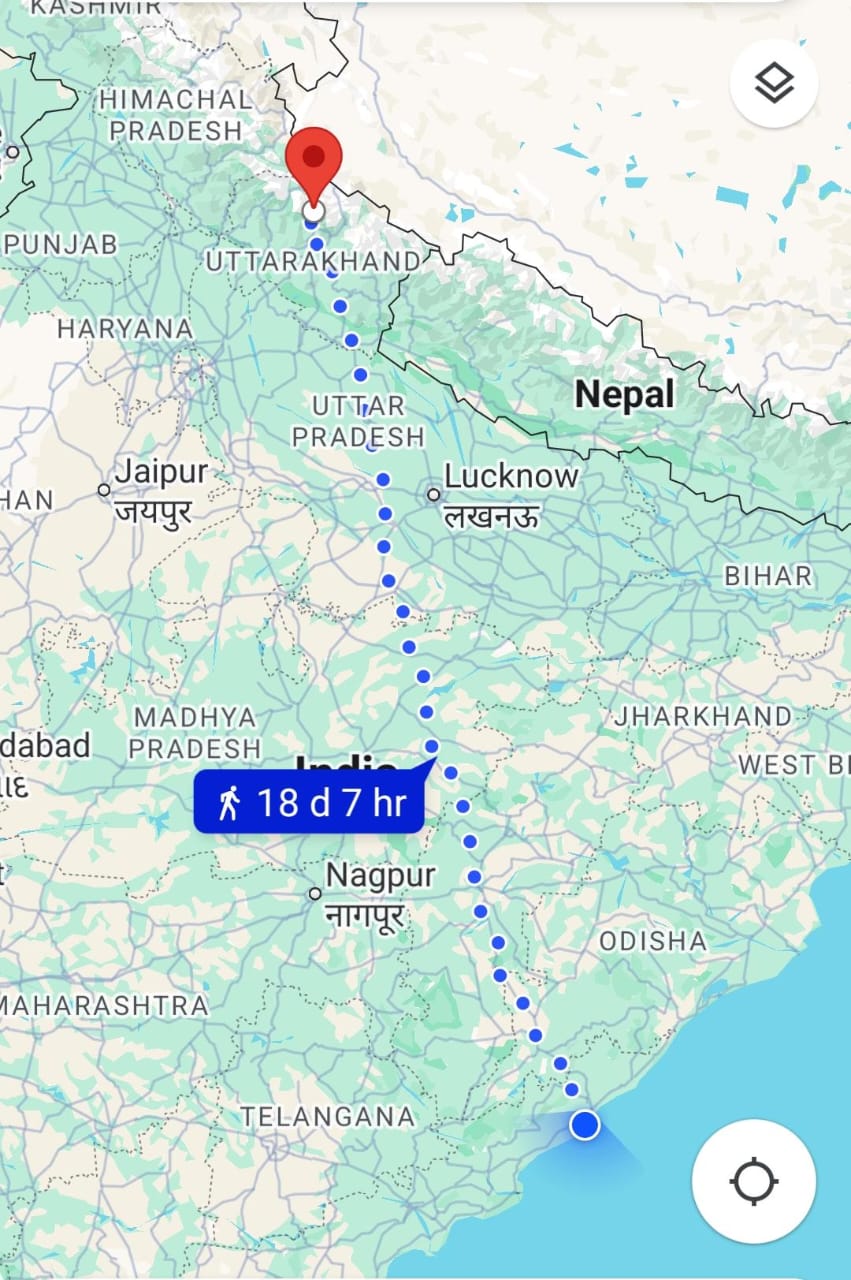 KASHMIR
HIMACHAL
PRADESH
PUNJAB
UTTARAKHAND
HARYANA
Nepal
UTTAR
PRADESH
Jaipur
जयपुर
Lucknow
लखनऊ
HAN
BIHAR
MADHYA
PRADESH
JHARKHAND
dabad
India
WEST BE
18 d 7 hr
Nagpur
नागपूर
ODISHA
MAHARASHTRA
TELANGANA